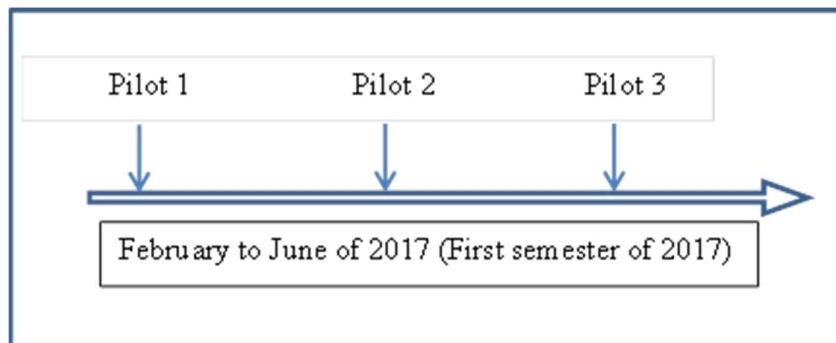 Pilot 1 Pilot 2 Pilot 3
February to June of 2017 (First semester of 2017)